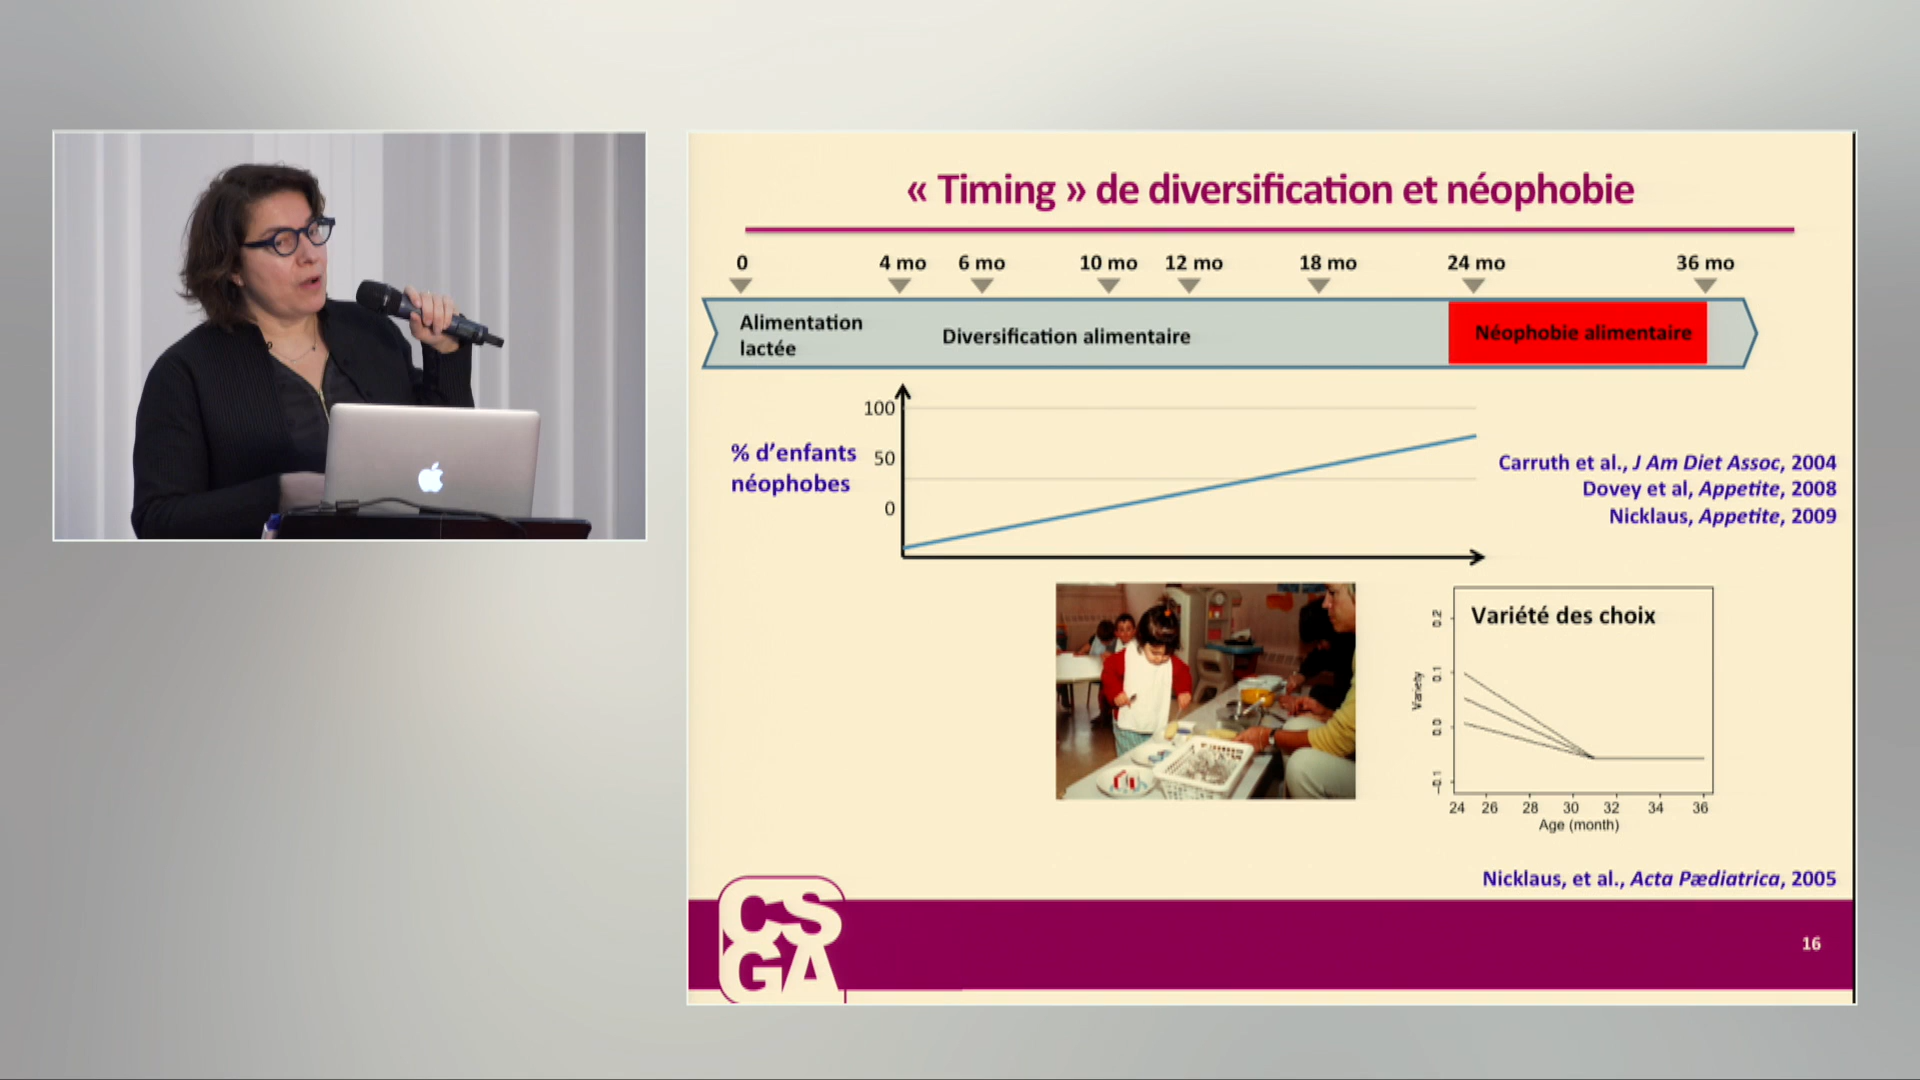 « Timing » de diversification et néophobie
0 4 mo 6 mo 10 mo 12 mo 18 mo 24 mo 36 mo
Alimentation
lactée
Diversification alimentaire
Néophobie alimentaire
% d'enfants
néophobes
100
50
0
Carruth et al., J Am Diet Assoc, 2004
Dovey et al, Appetite, 2008
Nicklaus, Appetite, 2009
Variété des choix
Variety
0.2
0.1
0.0
-0.1
24 26 28 30 32 34 36
Age (month)
Nicklaus, et al., Acta Pædiatrica, 2005
CS
GA
16